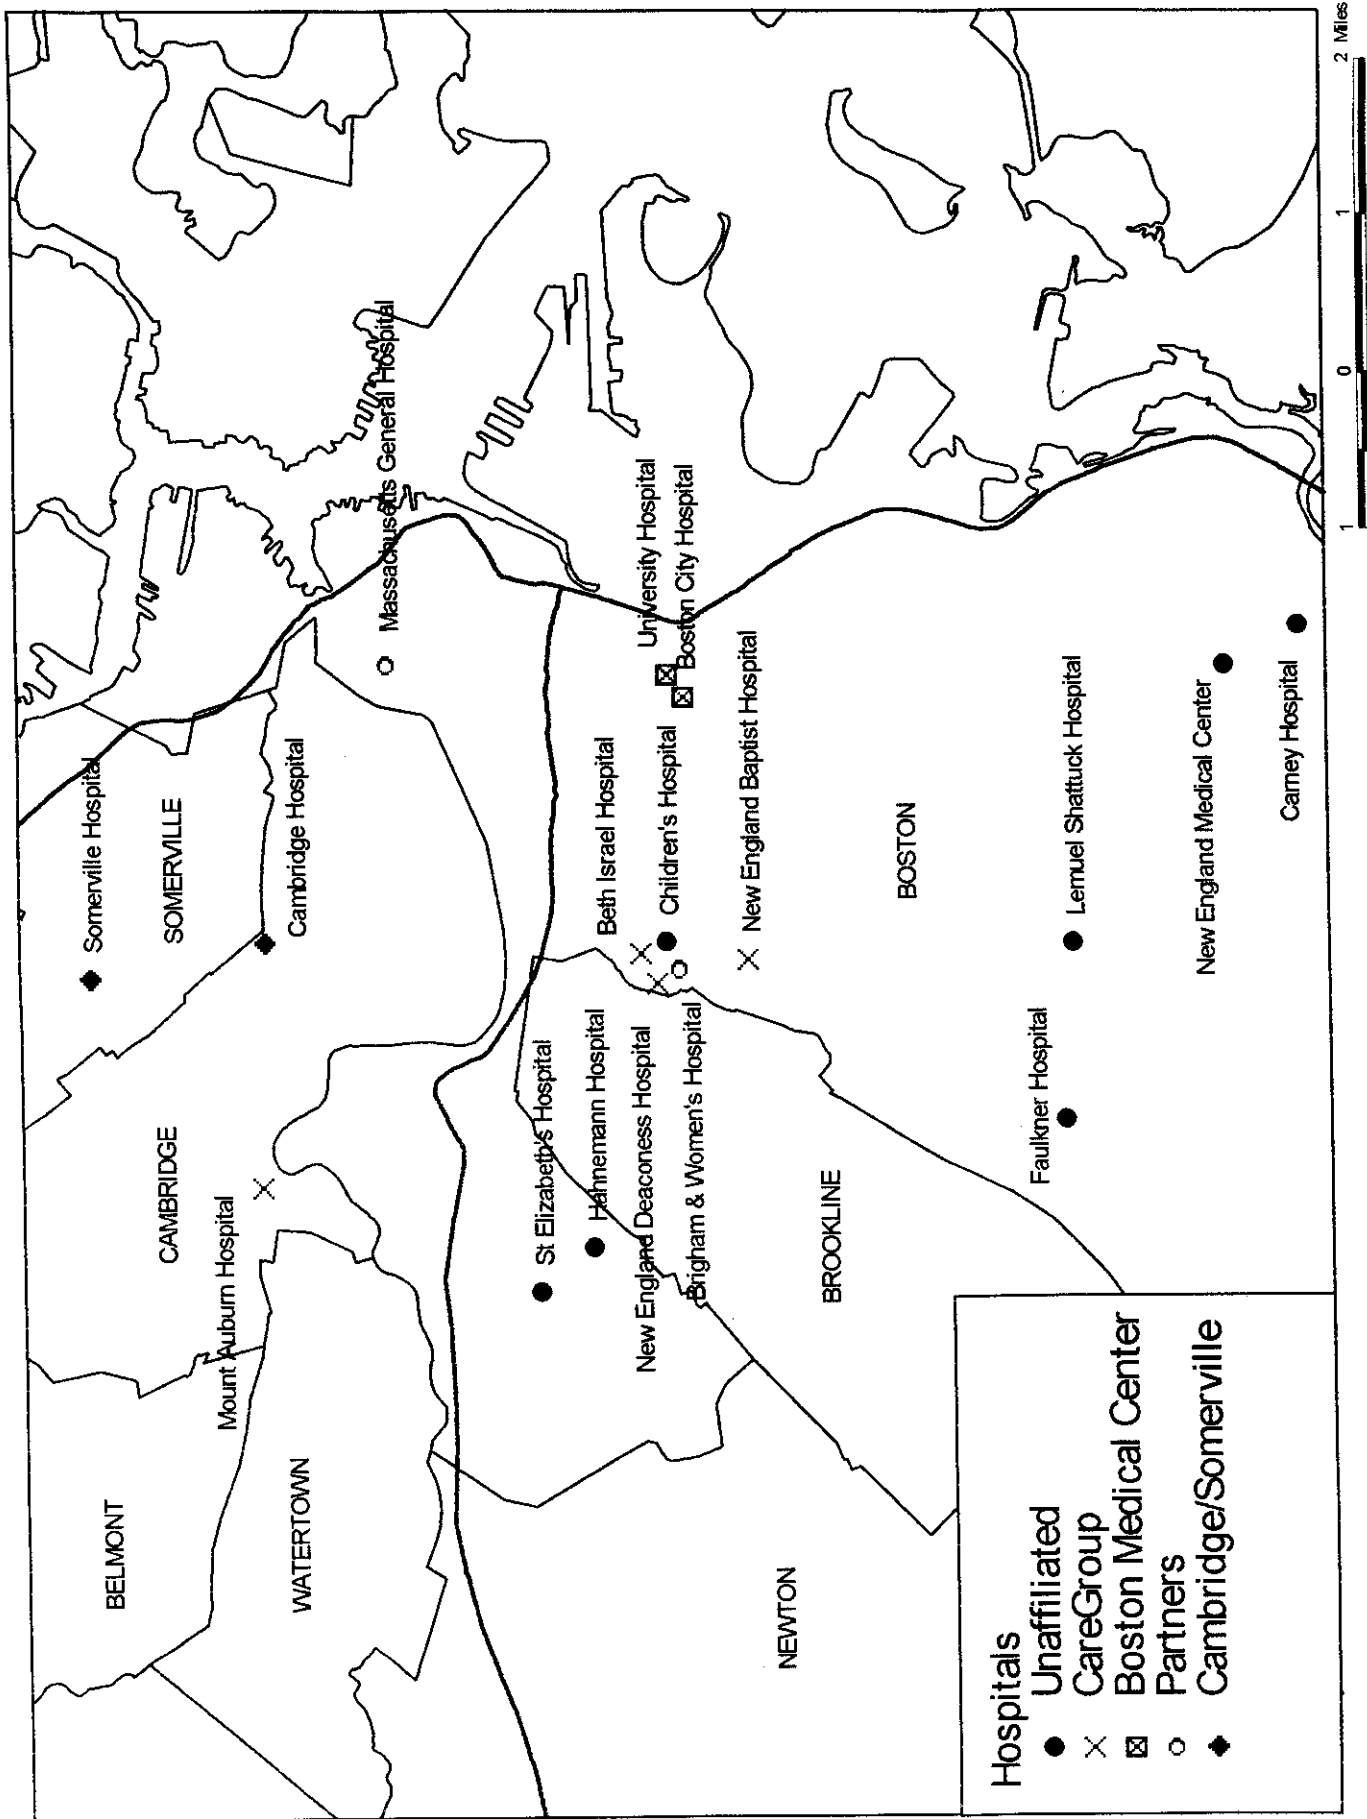 Somerville Hospital
SOMERVILLE
Cambridge Hospital
Massachusetts General Hospital
BELMONT
CAMBRIDGE
Mount Auburn Hospital
WATERTOWN
St Elizabeth's Hospital
Hahnemann Hospital
New England Deaconess Hospital
Brigham & Women's Hospital
Beth Israel Hospital
Children's Hospital
New England Baptist Hospital
University Hospital
Boston City Hospital
NEWTON
BROOKLINE
BOSTON
Faulkner Hospital
Lemuel Shattuck Hospital
New England Medical Center
Carney Hospital
Hospitals
Unaffiliated
CareGroup
Boston Medical Center
Partners
Cambridge/Somerville
1 0 1 2 Miles